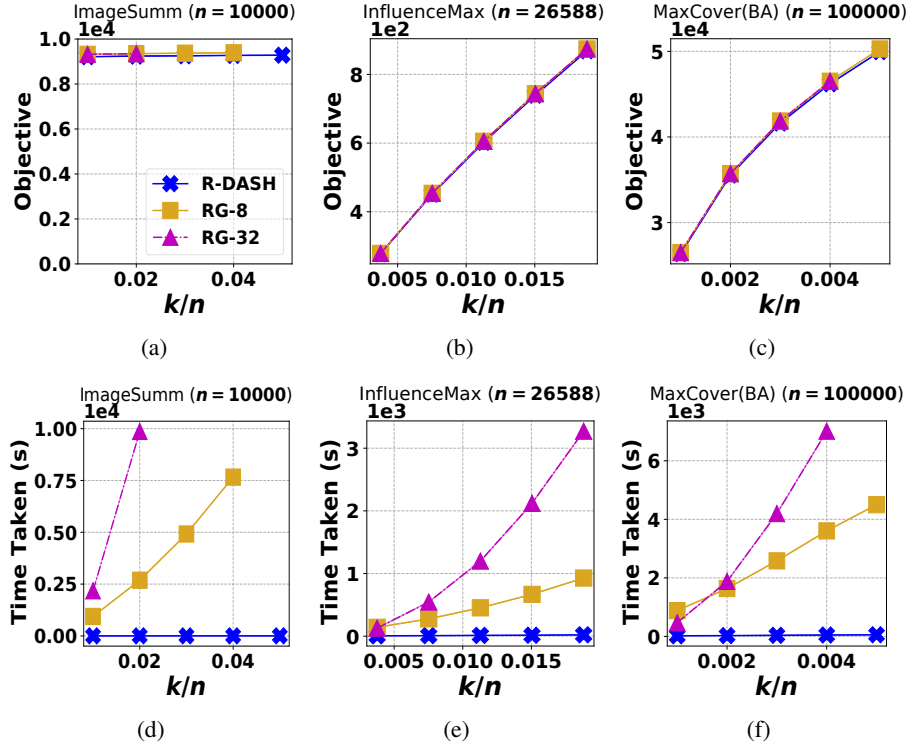 ImageSumm (n = 10000)
1e4
1.0
0.8
0.6
0.4
0.2
0.0
Objective
R-DASH
RG-8
RG-32
0.02
0.04
k/n
(a)
InfluenceMax (n = 26588)
1e2
8
6
4
Objective
0.005
0.010
0.015
k/n
(b)
MaxCover(BA) (n = 100000)
1e4
5
4
3
Objective
0.002
0.004
k/n
(c)
ImageSumm (n = 10000)
1e4
1.00
0.75
0.50
0.25
0.00
Time Taken (s)
0.02
0.04
k/n
(d)
InfluenceMax (n = 26588)
1e3
3
2
1
0
Time Taken (s)
0.005
0.010
0.015
k/n
(e)
MaxCover(BA) (n = 100000)
1e3
6
4
2
0
Time Taken (s)
0.002
0.004
k/n
(f)